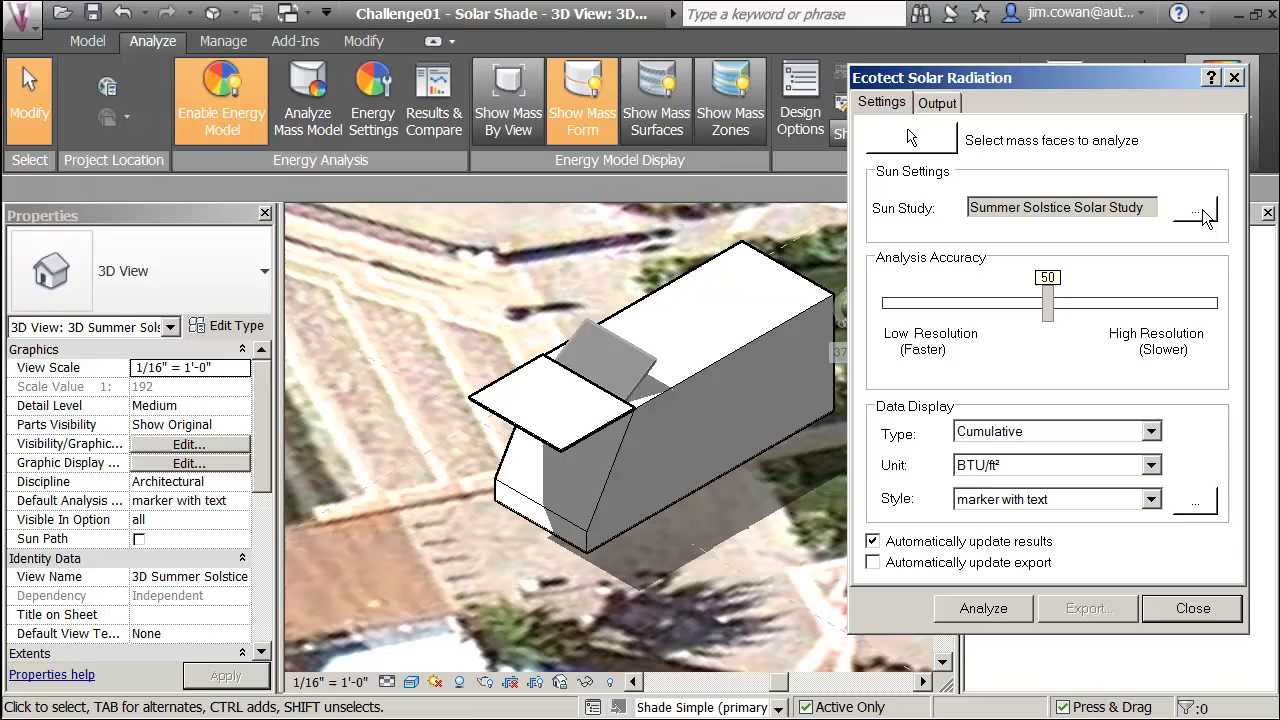 Challenge01 - Solar Shade - 3D View: 3D...
Type a keyword or phrase
jim.cowan@aut...
Model
Analyze
Manage
Add-Ins
Modify
Modify
Enable Energy
Model
Analyze
Mass Model
Energy
Settings
Results &
Compare
Show Mass
By View
Show Mass
Form
Show Mass
Surfaces
Show Mass
Zones
Design
Options
Sh
Select
Project Location
Energy Analysis
Energy Model Display
Properties
3D View
3D View: 3D Summer Sols
Edit Type
Graphics
View Scale
1/16" = 1'-0"
Scale Value 1:
192
Detail Level
Medium
Parts Visibility
Show Original
Visibility/Graphic...
Edit...
Graphic Display ...
Edit...
Discipline
Architectural
Default Analysis ...
marker with text
Visible In Option
all
Sun Path
Identity Data
View Name
3D Summer Solstice
Dependency
Independent
Title on Sheet
Default View Te...
None
Extents
Properties help
Apply
Ecotect Solar Radiation
Settings
Output
Select mass faces to analyze
Sun Settings
Sun Study:
Summer Solstice Solar Study
...
Analysis Accuracy
50
Low Resolution
(Faster)
High Resolution
(Slower)
Data Display
Type:
Cumulative
Unit:
BTU/ft²
Style:
marker with text
...
Automatically update results
Automatically update export
Analyze
Export...
Close
1/16" = 1'-0"
Click to select, TAB for alternates, CTRL adds, SHIFT unselects.
Shade Simple (primary
Active Only
Press & Drag
:0